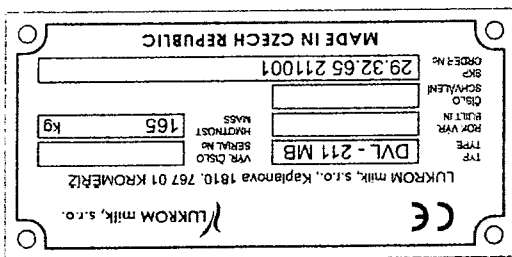 CE LUKROM milk, s.r.o.
LUKROM milk, s.r.o., Kaplanova 1810, 767 01 KROMĚŘÍŽ
TYP
TYPE
DVL - 211 MB
VÝR. ČÍSLO
SERIAL No
ROK VÝR.
BUILT IN
HMOTNOST
MASS
165 kg
ČÍSLO
SCHVÁLENÍ
SKP
ORDER No
29.32.65.211001
MADE IN CZECH REPUBLIC